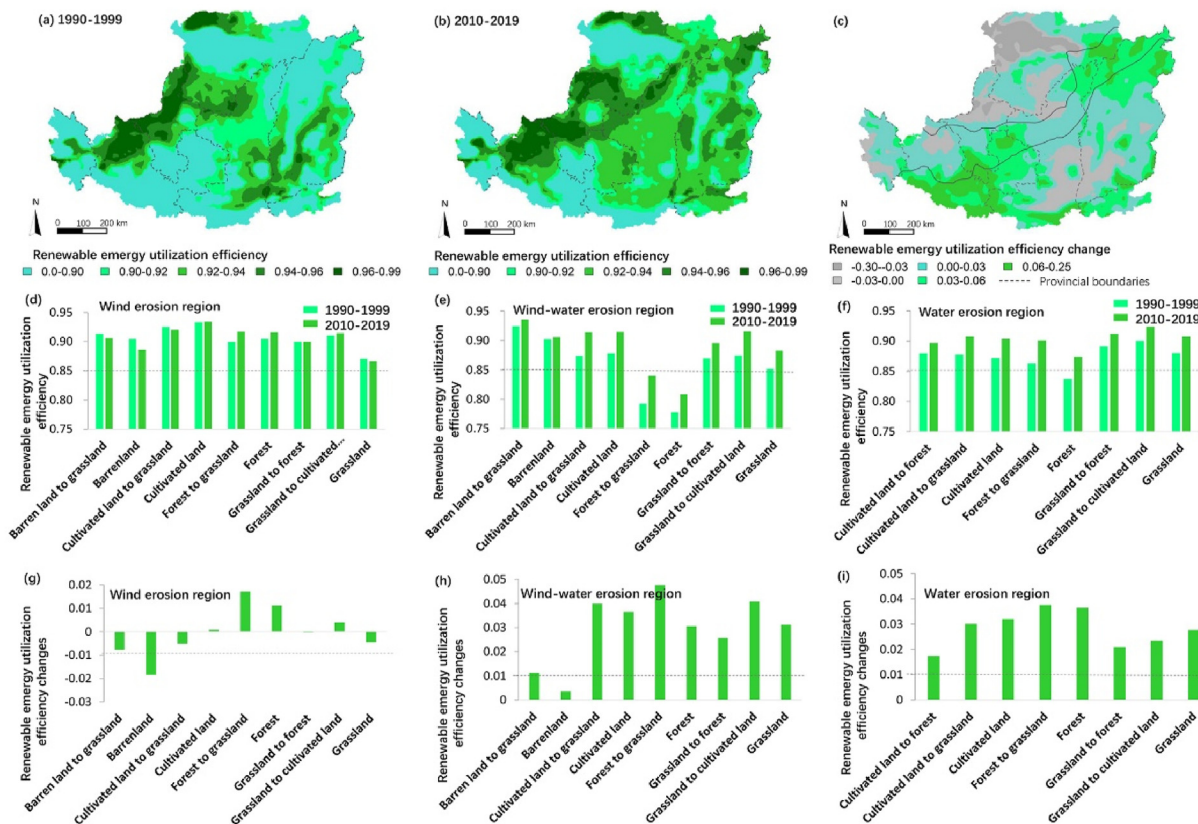 (a) 1990-1999
N
0 100 200 km
Renewable emergy utilization efficiency
0.0-0.90 0.90-0.92 0.92-0.94 0.94-0.96 0.96-0.99
(b) 2010-2019
N
0 100 200 km
Renewable emergy utilization efficiency
0.0-0.90 0.90-0.92 0.92-0.94 0.94-0.96 0.96-0.99
(c)
N
0 100 200 km
Renewable emergy utilization efficiency change
-0.30--0.03 0.00-0.03 0.06-0.25
-0.03-0.00 0.03-0.06 Provincial boundaries
(d)
Wind erosion region
1990-1999
2010-2019
Renewable emergy utilization
efficiency
0.95
0.90
0.85
0.80
0.75
Barren land to grassland
Barrenland
Cultivated land to grassland
Cultivated land
Forest to grassland
Forest
Grassland to forest
Grassland to cultivated...
Grassland
(e)
Wind-water erosion region
1990-1999
2010-2019
Renewable emergy utilization
efficiency
0.95
0.90
0.85
0.80
0.75
Barren land to grassland
Barrenland
Cultivated land to grassland
Cultivated land
Forest to grassland
Forest
Grassland to forest
Grassland to cultivated land
Grassland
(f)
Water erosion region
1990-1999
2010-2019
Renewable emergy utilization
efficiency
0.95
0.90
0.85
0.80
0.75
Cultivated land to forest
Cultivated land to grassland
Cultivated land
Forest to grassland
Forest
Grassland to forest
Grassland to cultivated land
Grassland
(g)
Wind erosion region
Renewable emergy utilization
efficiency changes
0.02
0.01
0
-0.01
-0.02
-0.03
Barren land to grassland
Barrenland
Cultivated land to grassland
Cultivated land
Forest to grassland
Forest
Grassland to forest
Grassland to cultivated land
Grassland
(h)
Wind-water erosion region
Renewable emergy utilization
efficiency changes
0.05
0.04
0.03
0.02
0.01
0
Barren land to grassland
Barrenland
Cultivated land to grassland
Cultivated land
Forest to grassland
Forest
Grassland to forest
Grassland to cultivated land
Grassland
(i)
Water erosion region
Renewable emergy utilization
efficiency changes
0.05
0.04
0.03
0.02
0.01
0
Cultivated land to forest
Cultivated land to grassland
Cultivated land
Forest to grassland
Forest
Grassland to forest
Grassland to cultivated land
Grassland